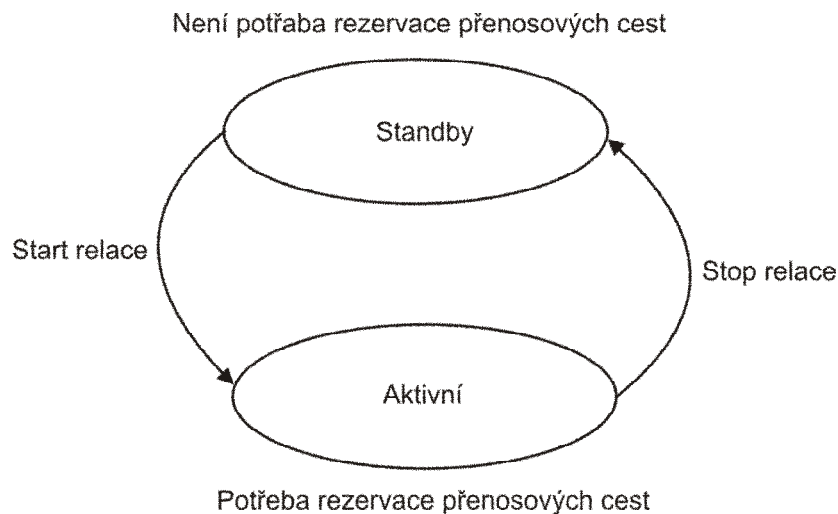 Není potřaba rezervace přenosových cest
Standby
Start relace
Stop relace
Aktivní
Potřeba rezervace přenosových cest